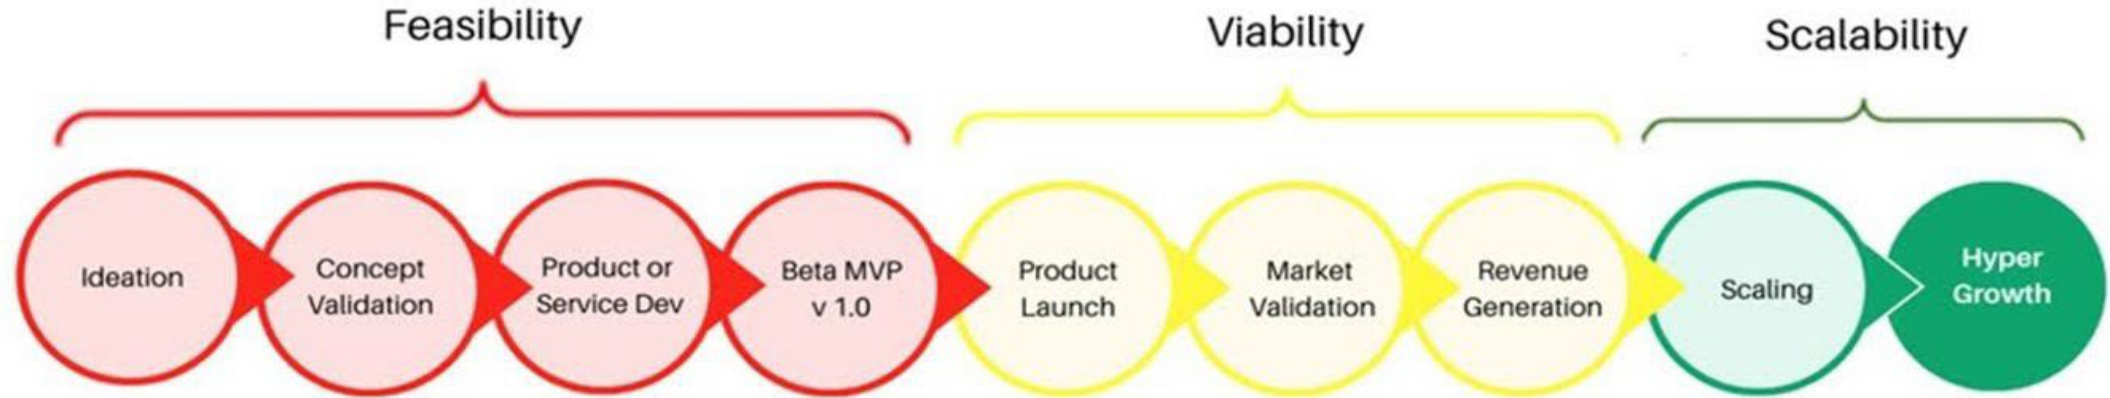 Feasibility
Viability
Scalability
Ideation
Concept
Validation
Product or
Service Dev
Beta MVP
v 1.0
Product
Launch
Market
Validation
Revenue
Generation
Scaling
Hyper
Growth